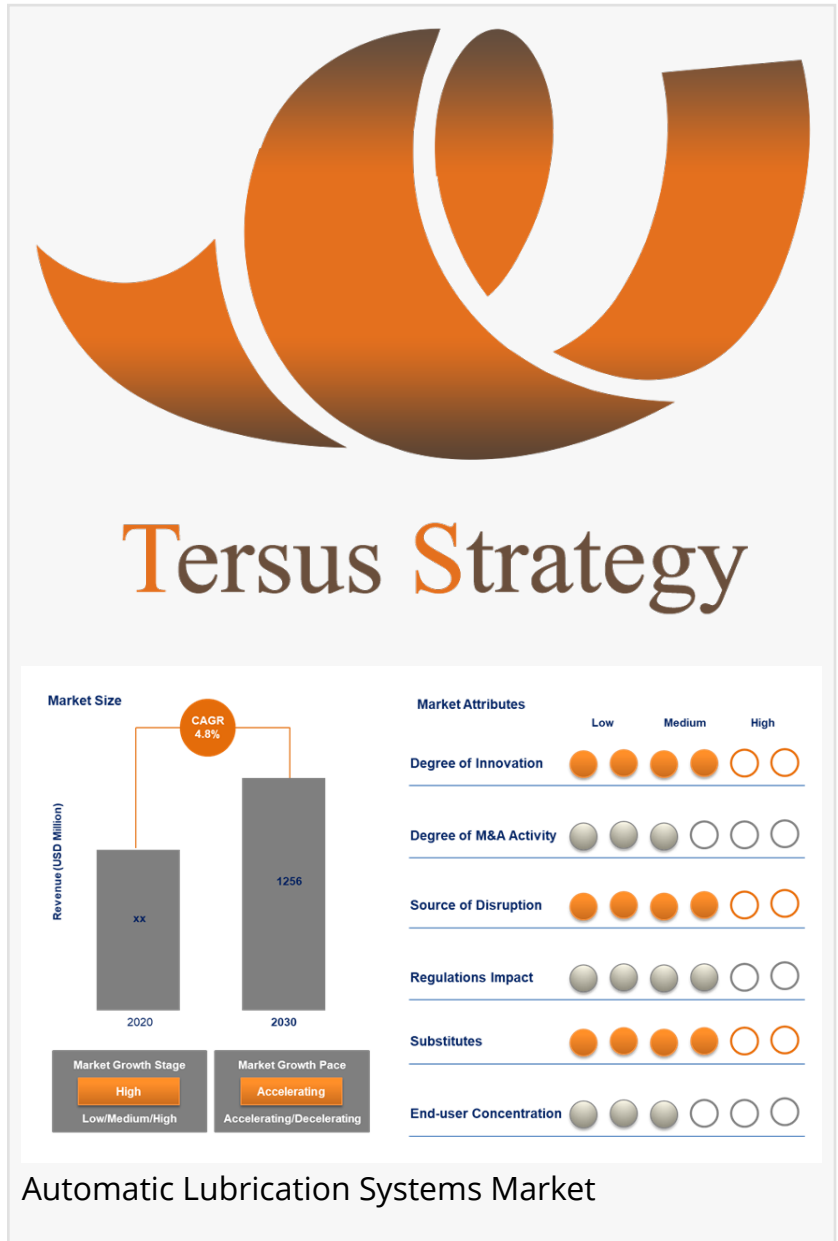 Tersus Strategy
Market Size
CAGR
4.8%
Revenue (USD Million)
xx
1256
2020
2030
Market Growth Stage
High
Low/Medium/High
Market Growth Pace
Accelerating
Accelerating/Decelerating
Market Attributes
Low Medium High
Degree of Innovation
Degree of M&A Activity
Source of Disruption
Regulations Impact
Substitutes
End-user Concentration
Automatic Lubrication Systems Market